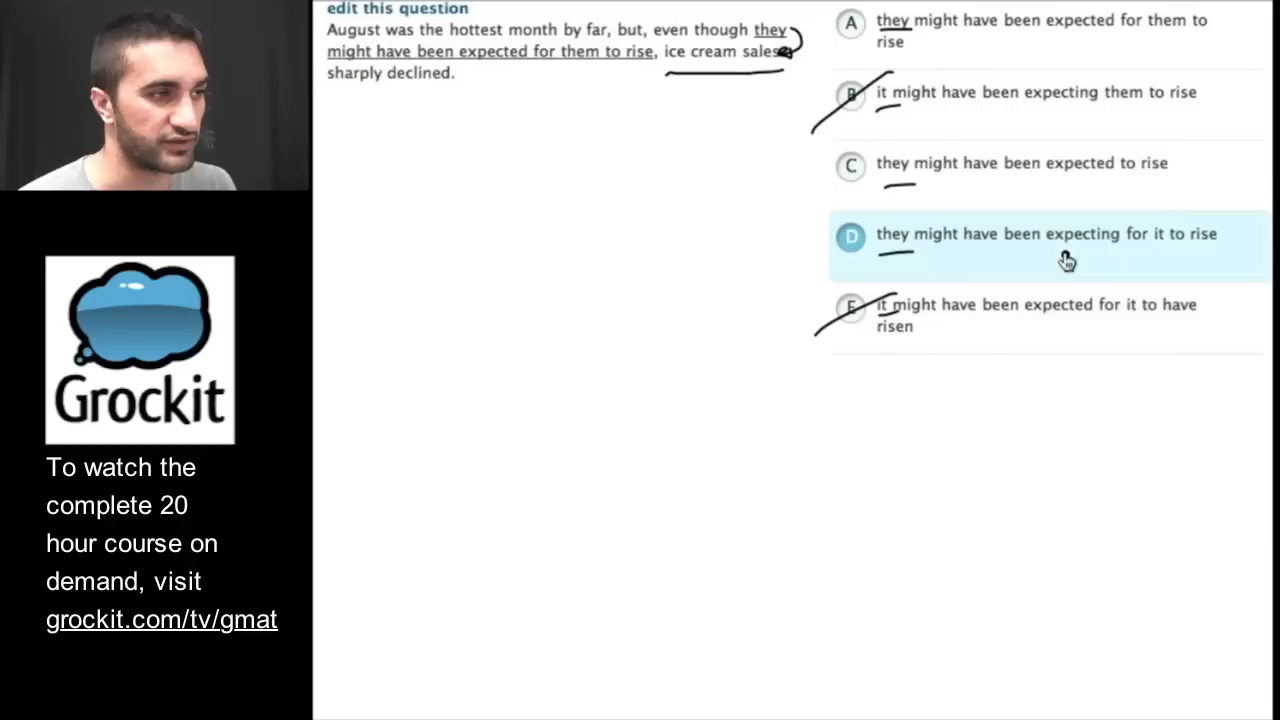 edit this question
August was the hottest month by far, but, even though they
might have been expected for them to rise, ice cream sales
sharply declined.
A they might have been expected for them to
rise
B it might have been expecting them to rise
C they might have been expected to rise
D they might have been expecting for it to rise
E it might have been expected for it to have
risen
Grockit
To watch the
complete 20
hour course on
demand, visit
grockit.com/tv/gmat